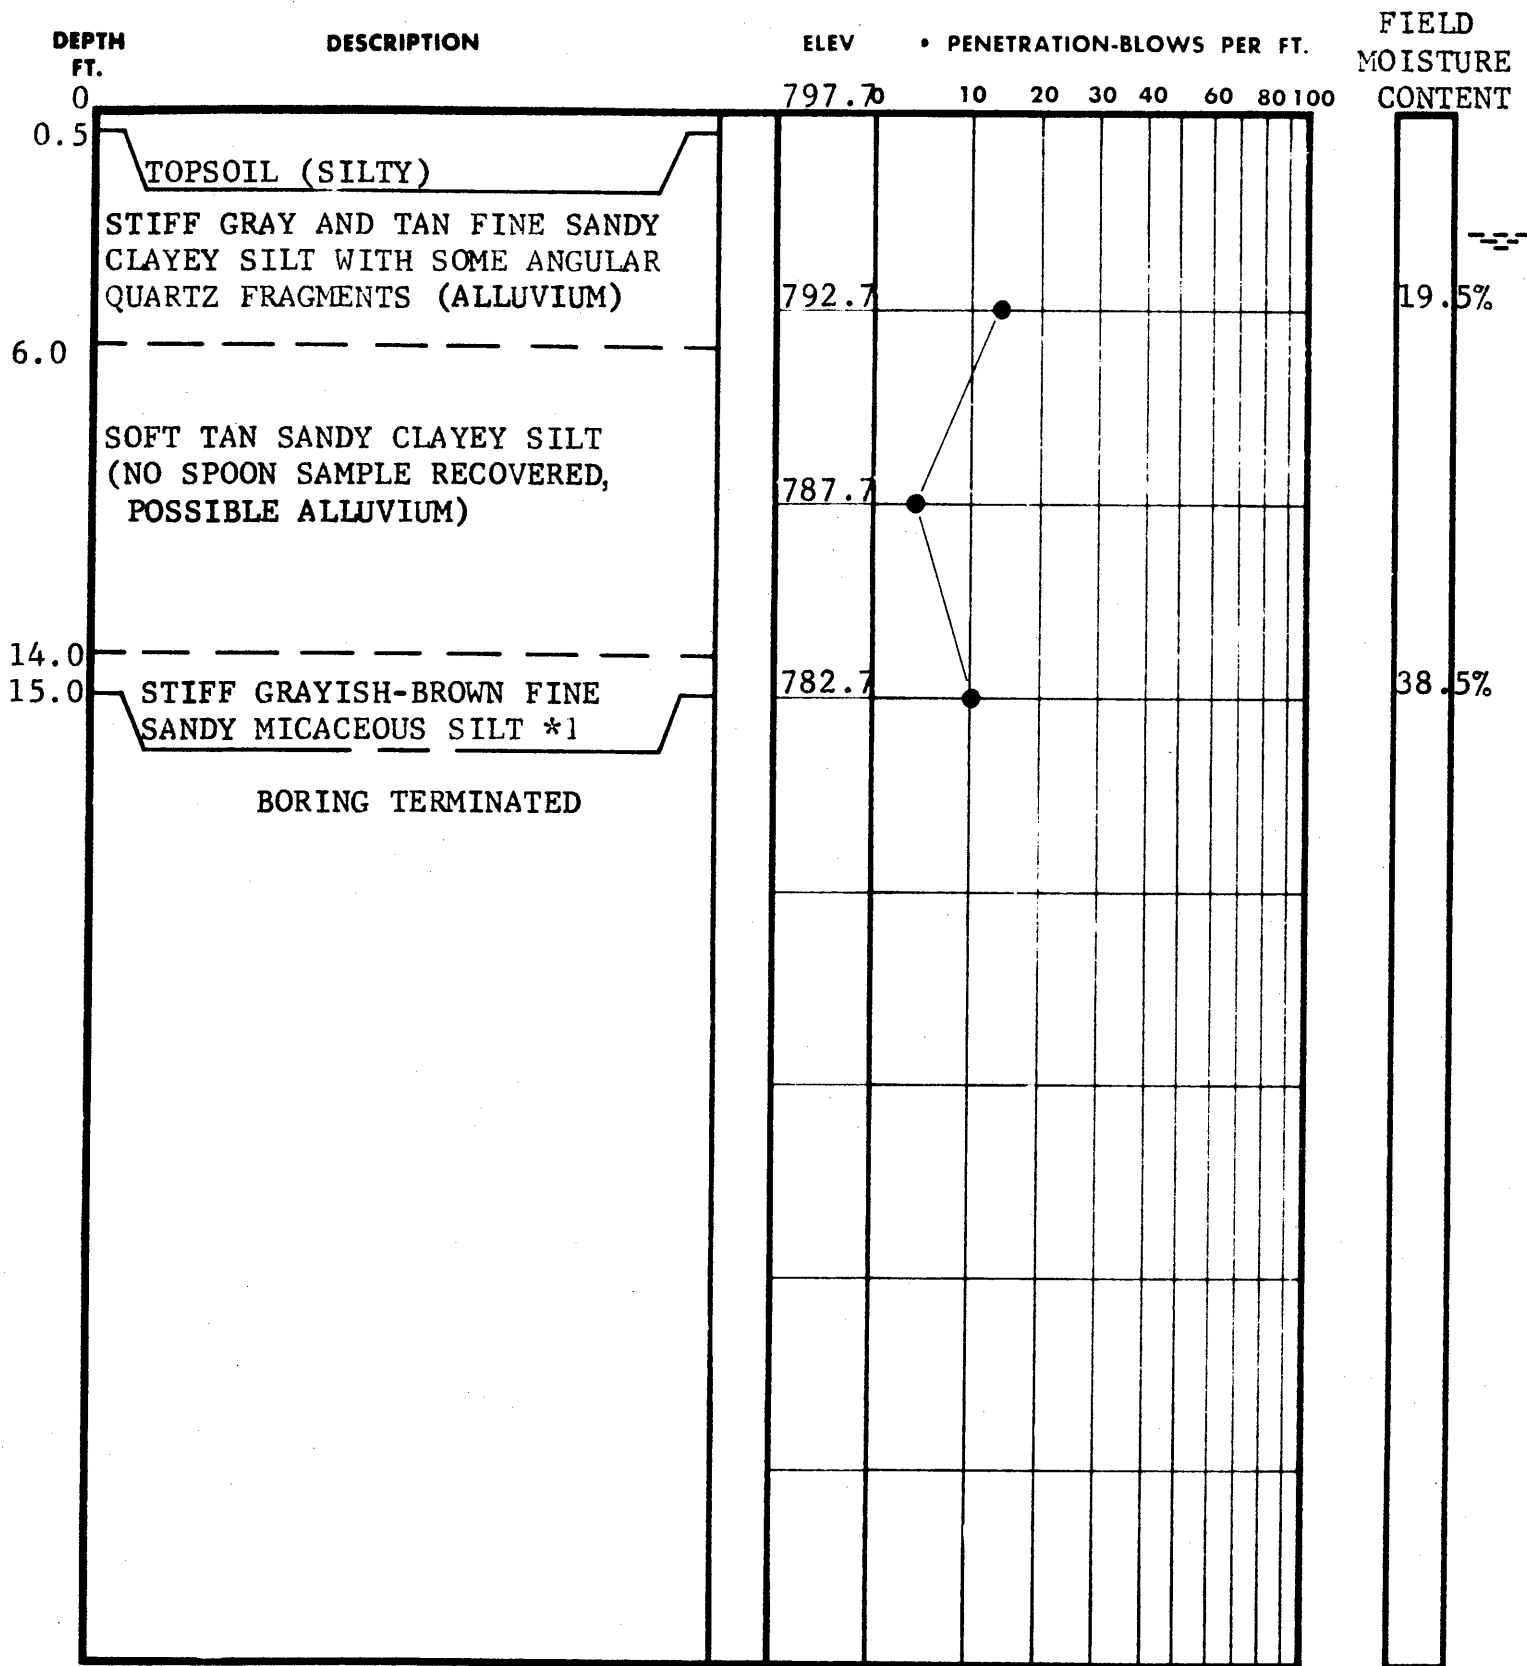 DEPTH FT.
DESCRIPTION
ELEV
• PENETRATION-BLOWS PER FT.
FIELD MOISTURE CONTENT
0
797.7
0 10 20 30 40 60 80 100
0.5
TOPSOIL (SILTY)
STIFF GRAY AND TAN FINE SANDY
CLAYEY SILT WITH SOME ANGULAR
QUARTZ FRAGMENTS (ALLUVIUM)
792.7
19.5%
6.0
SOFT TAN SANDY CLAYEY SILT
(NO SPOON SAMPLE RECOVERED,
POSSIBLE ALLUVIUM)
787.7
14.0
15.0
STIFF GRAYISH-BROWN FINE
SANDY MICACEOUS SILT *1
782.7
38.5%
BORING TERMINATED